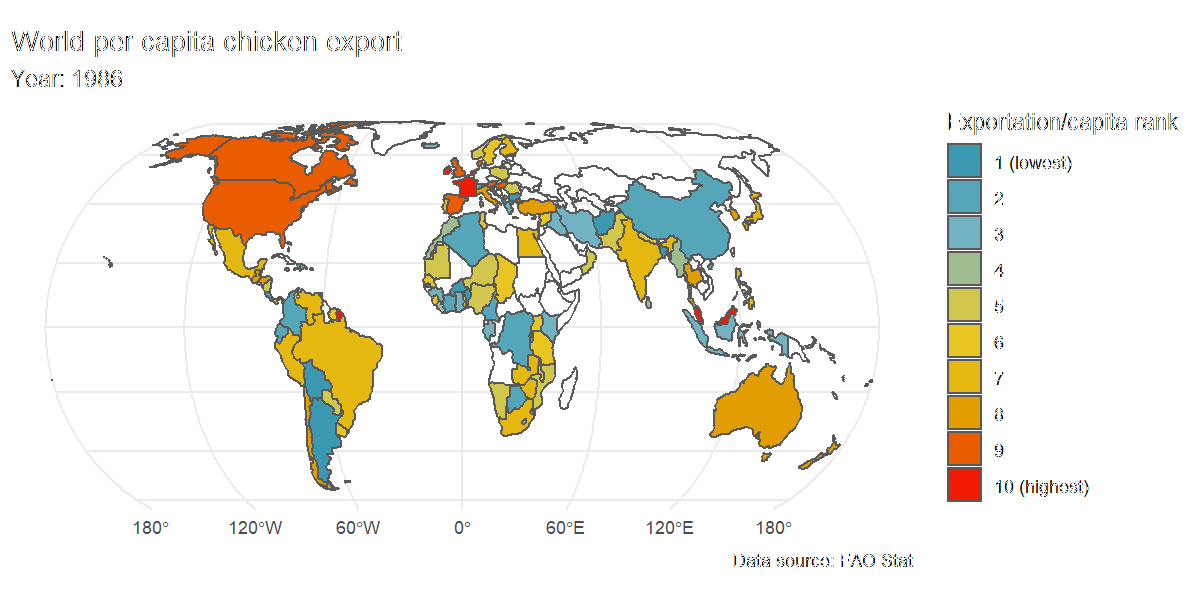 World per capita chicken export
Year: 1986
Exportation/capita rank
1 (lowest)
2
3
4
5
6
7
8
9
10 (highest)
180° 120°W 60°W 0° 60°E 120°E 180°
Data source: FAO Stat